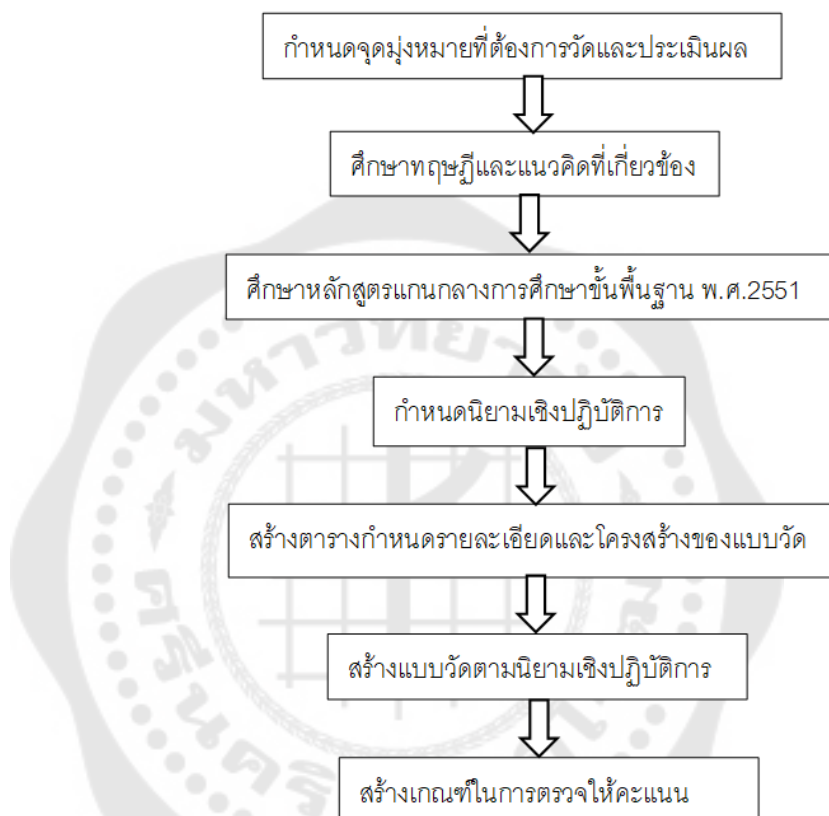 กำหนดจุดมุ่งหมายที่ต้องการวัดและประเมินผล
ศึกษาทฤษฎีและแนวคิดที่เกี่ยวข้อง
ศึกษาหลักสูตรแกนกลางการศึกษาขั้นพื้นฐาน พ.ศ.2551
กำหนดนิยามเชิงปฏิบัติการ
สร้างตารางกำหนดรายละเอียดและโครงสร้างของแบบวัด
สร้างแบบวัดตามนิยามเชิงปฏิบัติการ
สร้างเกณฑ์ในการตรวจให้คะแนน